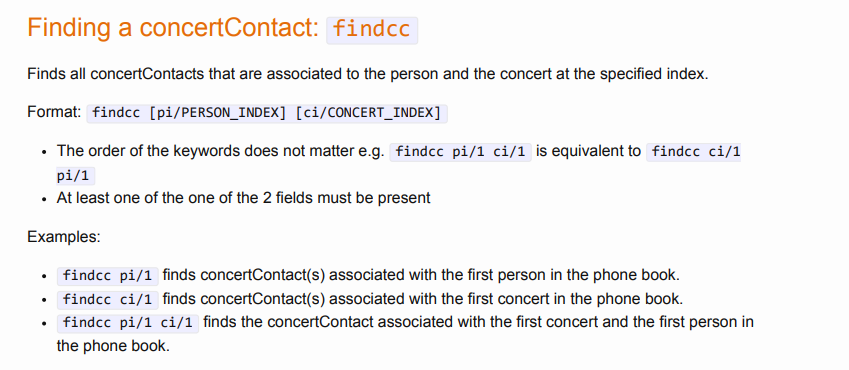 Finding a concertContact: findcc
Finds all concertContacts that are associated to the person and the concert at the specified index.
Format: findcc [pi/PERSON_INDEX] [ci/CONCERT_INDEX]
• The order of the keywords does not matter e.g. findcc pi/1 ci/1 is equivalent to findcc ci/1
pi/1
• At least one of the one of the 2 fields must be present
Examples:
• findcc pi/1 finds concertContact(s) associated with the first person in the phone book.
• findcc ci/1 finds concertContact(s) associated with the first concert in the phone book.
• findcc pi/1 ci/1 finds the concertContact associated with the first concert and the first person in
the phone book.